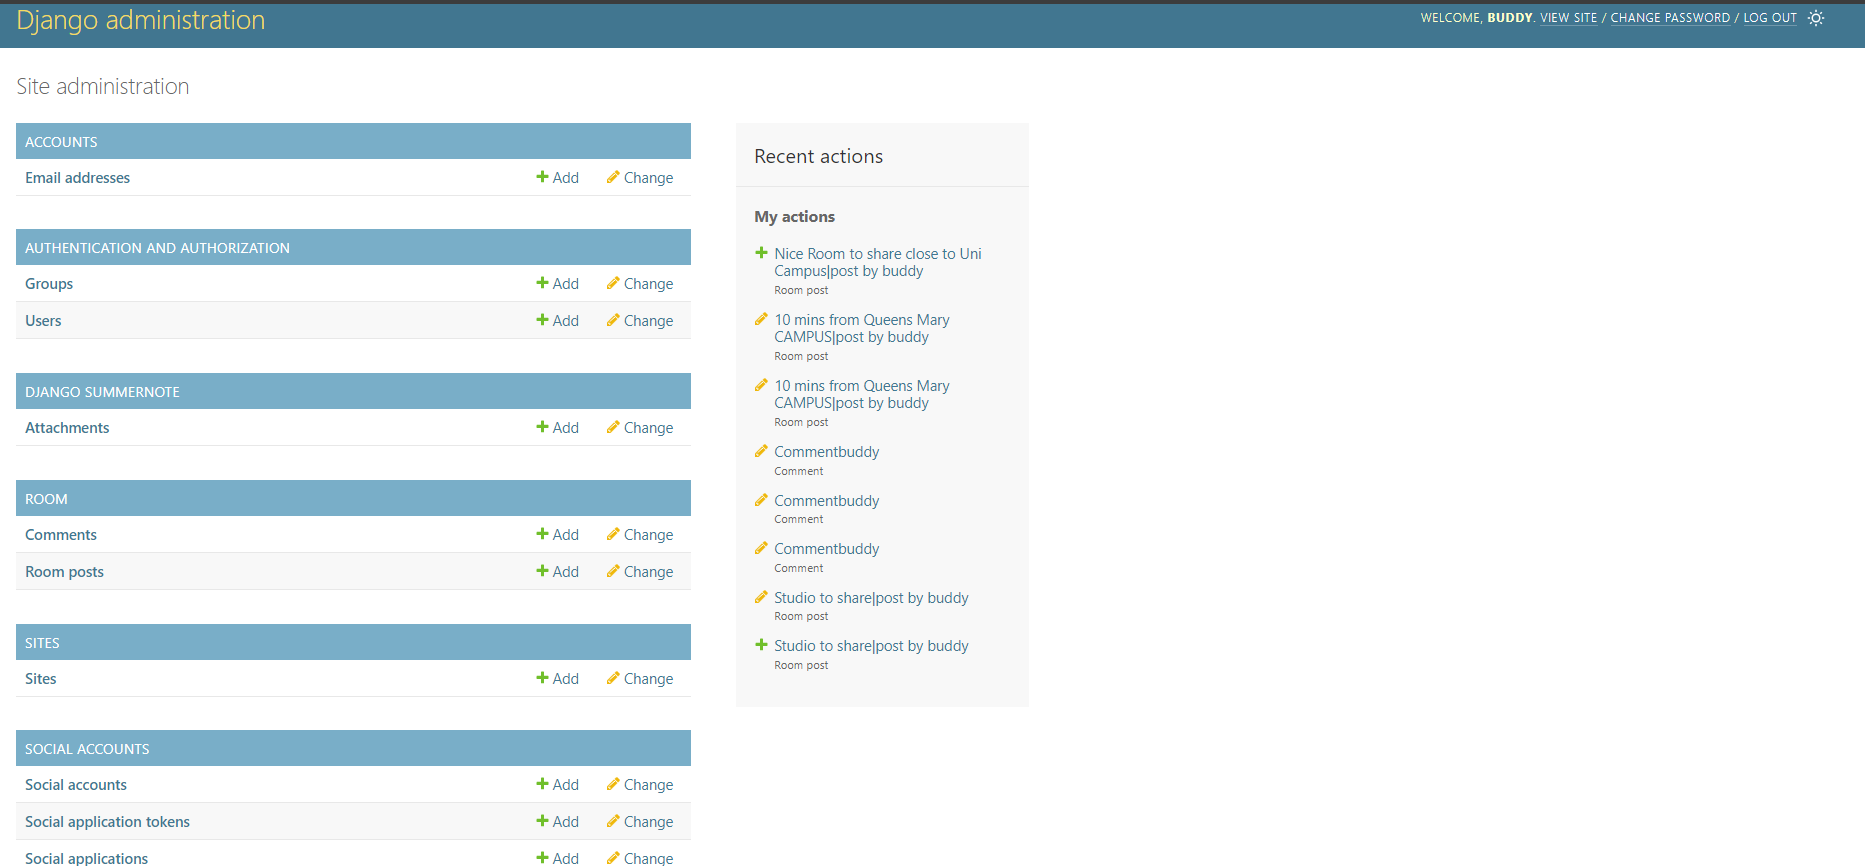 Django administration
WELCOME, BUDDY. VIEW SITE / CHANGE PASSWORD / LOG OUT
Site administration
ACCOUNTS
Email addresses Add Change
AUTHENTICATION AND AUTHORIZATION
Groups Add Change
Users Add Change
DJANGO SUMMERNOTE
Attachments Add Change
ROOM
Comments Add Change
Room posts Add Change
SITES
Sites Add Change
SOCIAL ACCOUNTS
Social accounts Add Change
Social application tokens Add Change
Social applications Add Change
Recent actions
My actions
Nice Room to share close to Uni
Campus|post by buddy
Room post
10 mins from Queens Mary
CAMPUS|post by buddy
Room post
10 mins from Queens Mary
CAMPUS|post by buddy
Room post
Commentbuddy
Comment
Commentbuddy
Comment
Commentbuddy
Comment
Studio to share|post by buddy
Room post
Studio to share|post by buddy
Room post